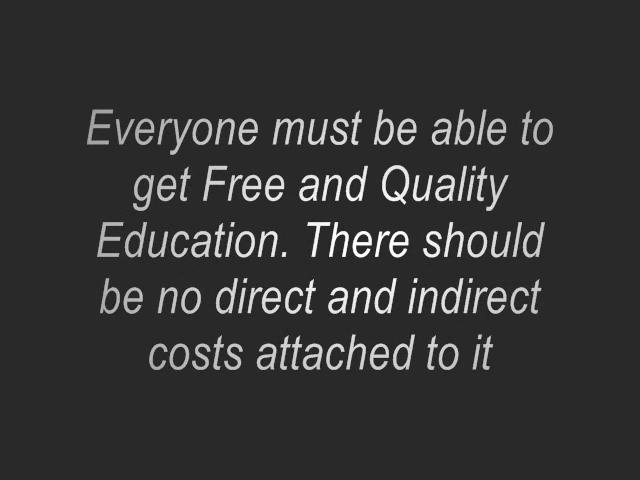 Everyone must be able to
get Free and Quality
Education. There should
be no direct and indirect
costs attached to it